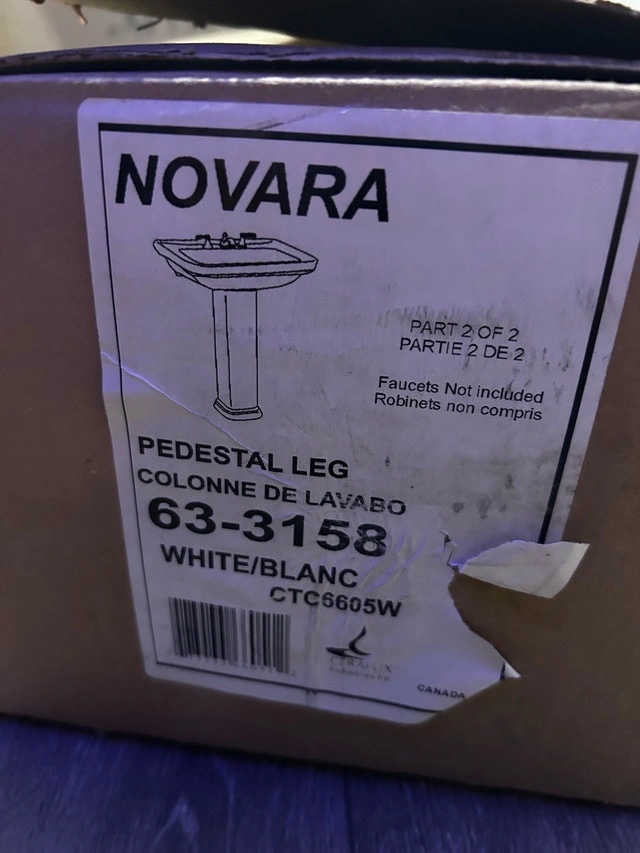 NOVARA
PART 2 OF 2
PARTIE 2 DE 2
Faucets Not included
Robinets non compris
PEDESTAL LEG
COLONNE DE LAVABO
63-3158
WHITE/BLANC
CTC6605W
CANADA